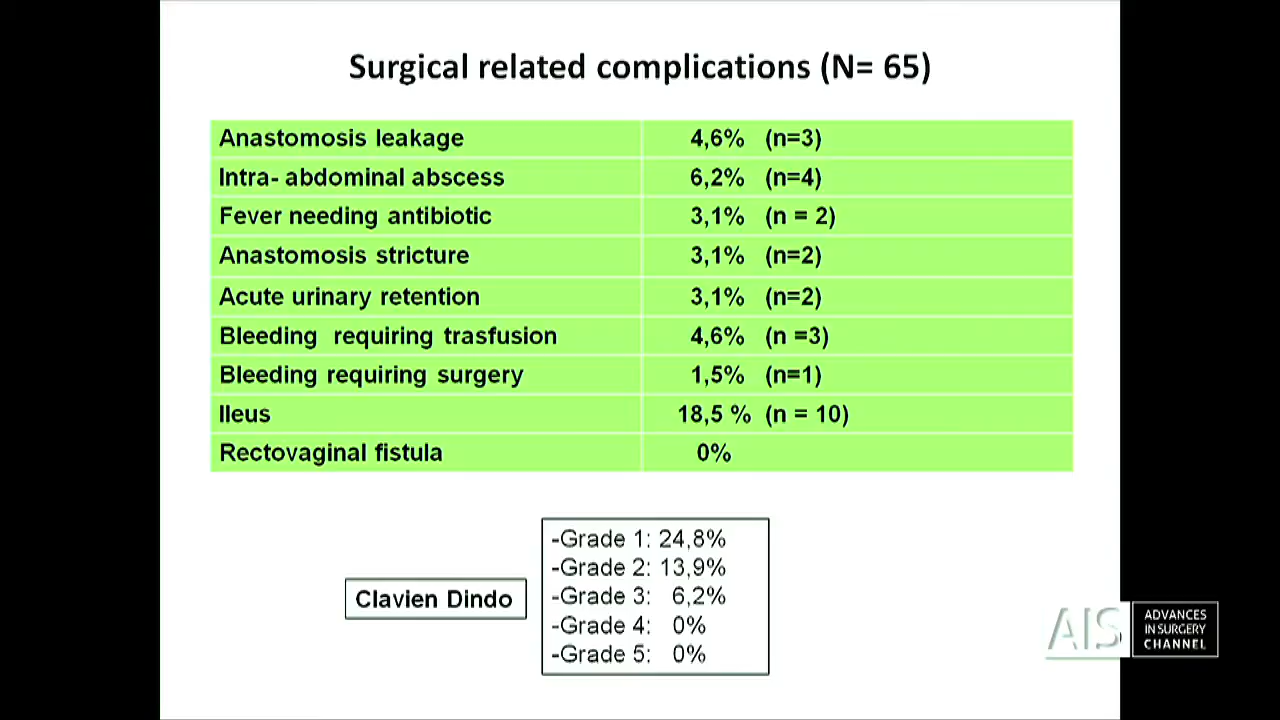 Surgical related complications (N= 65)
Anastomosis leakage 4,6% (n=3)
Intra- abdominal abscess 6,2% (n=4)
Fever needing antibiotic 3,1% (n = 2)
Anastomosis stricture 3,1% (n=2)
Acute urinary retention 3,1% (n=2)
Bleeding requiring trasfusion 4,6% (n =3)
Bleeding requiring surgery 1,5% (n=1)
Ileus 18,5 % (n = 10)
Rectovaginal fistula 0%
Clavien Dindo
-Grade 1: 24,8%
-Grade 2: 13,9%
-Grade 3: 6,2%
-Grade 4: 0%
-Grade 5: 0%
AIS
ADVANCES
IN SURGERY
CHANNEL